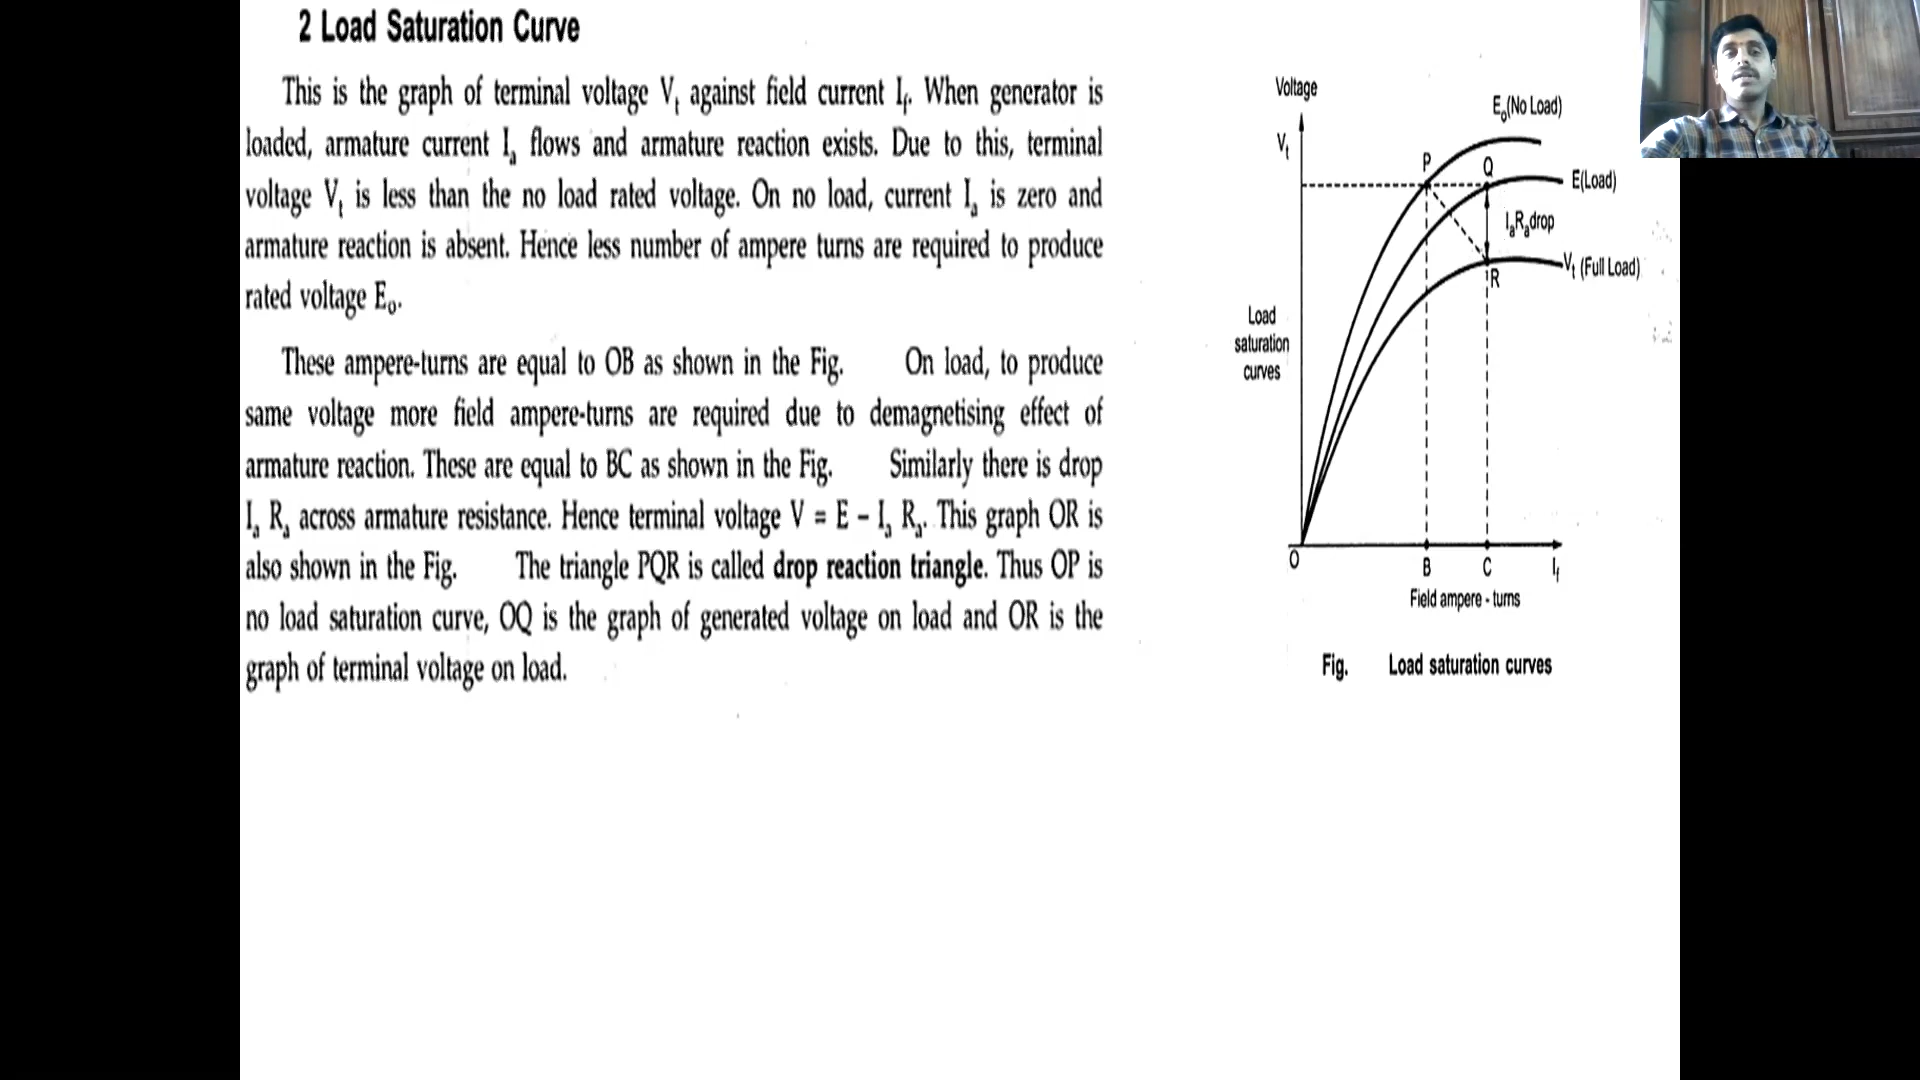 2 Load Saturation Curve
This is the graph of terminal voltage Vt against field current If. When generator is
loaded, armature current Ia flows and armature reaction exists. Due to this, terminal
voltage Vt is less than the no load rated voltage. On no load, current Ia is zero and
armature reaction is absent. Hence less number of ampere turns are required to produce
rated voltage Eo.
These ampere-turns are equal to OB as shown in the Fig. On load, to produce
same voltage more field ampere-turns are required due to demagnetising effect of
armature reaction. These are equal to BC as shown in the Fig. Similarly there is drop
Ia Ra across armature resistance. Hence terminal voltage V = E – Ia Ra. This graph OR is
also shown in the Fig. The triangle PQR is called drop reaction triangle. Thus OP is
no load saturation curve, OQ is the graph of generated voltage on load and OR is the
graph of terminal voltage on load.
Voltage
Vt
Eo(No Load)
P
Q
E(Load)
IaRa drop
Vt (Full Load)
R
Load
saturation
curves
O
B
C
If
Field ampere - turns
Fig. Load saturation curves